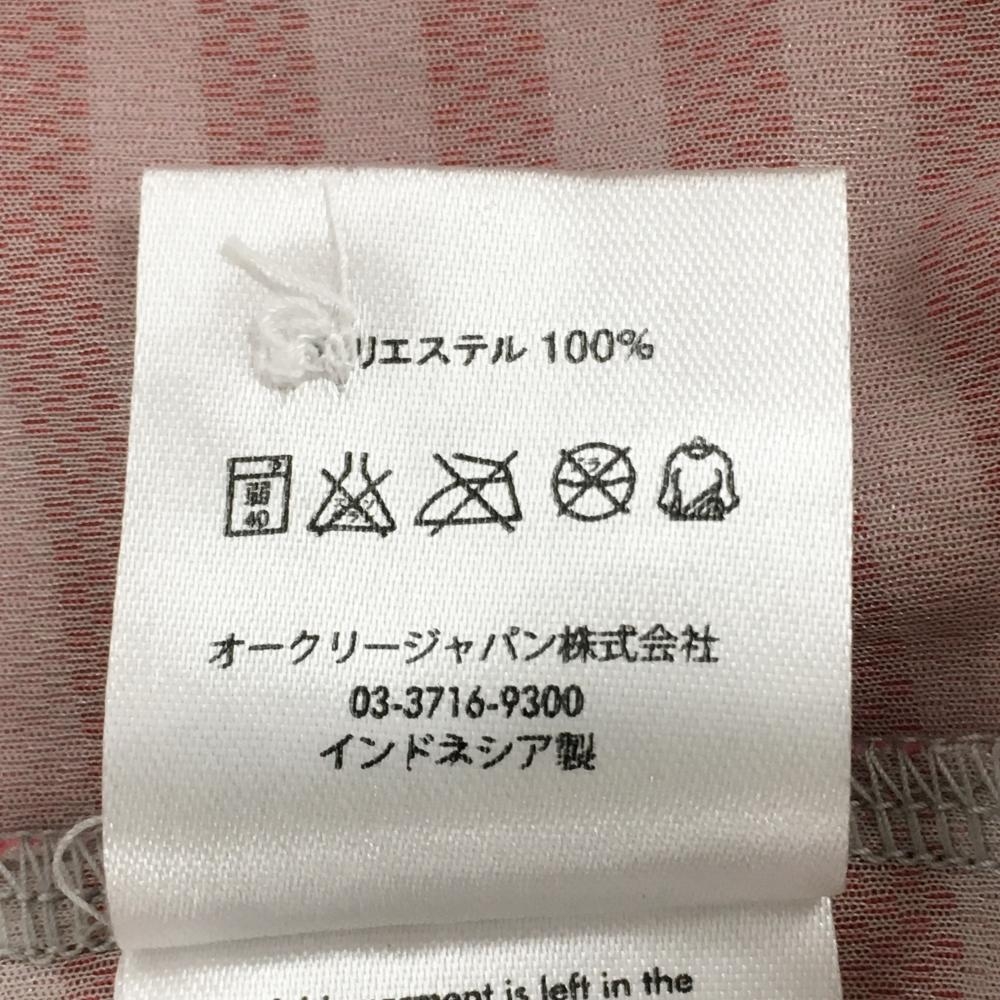 リエステル 100%
弱
40
オークリージャパン株式会社
03-3716-9300
インドネシア製
is left in the